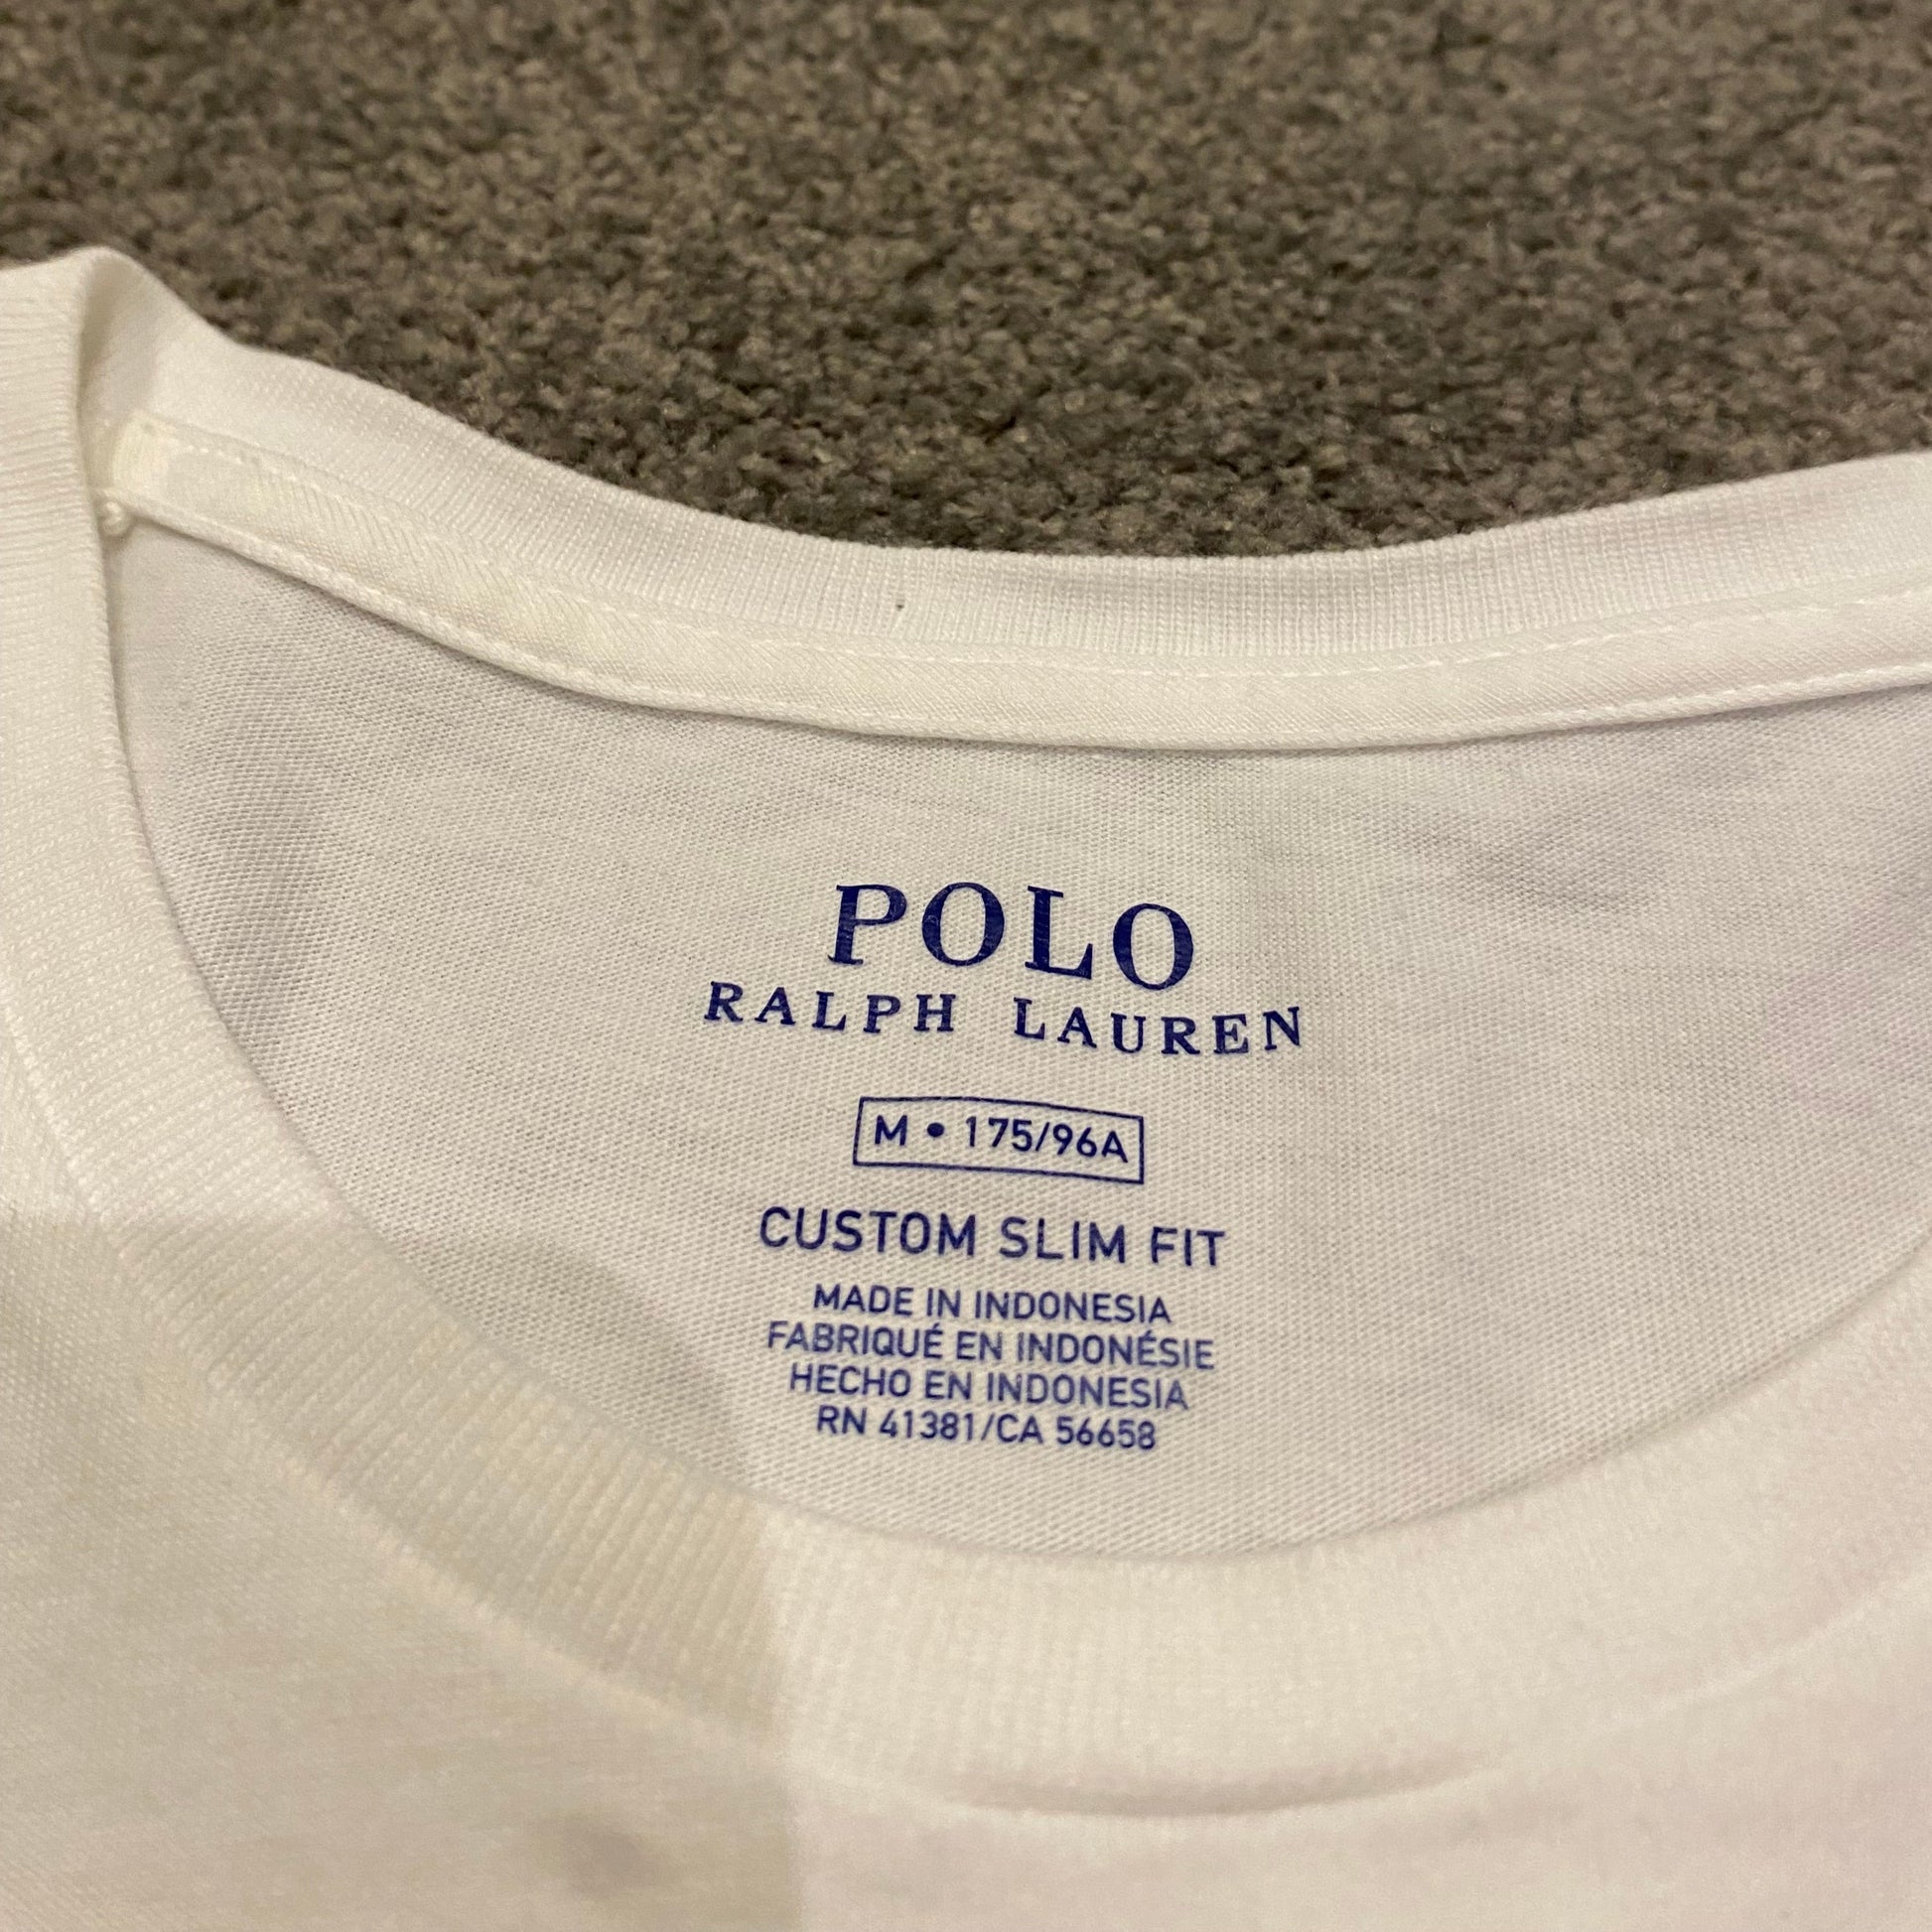 POLO
RALPH LAUREN
M • 175/96A
CUSTOM SLIM FIT
MADE IN INDONESIA
FABRIQUÉ EN INDONÉSIE
HECHO EN INDONESIA
RN 41381/CA 56658